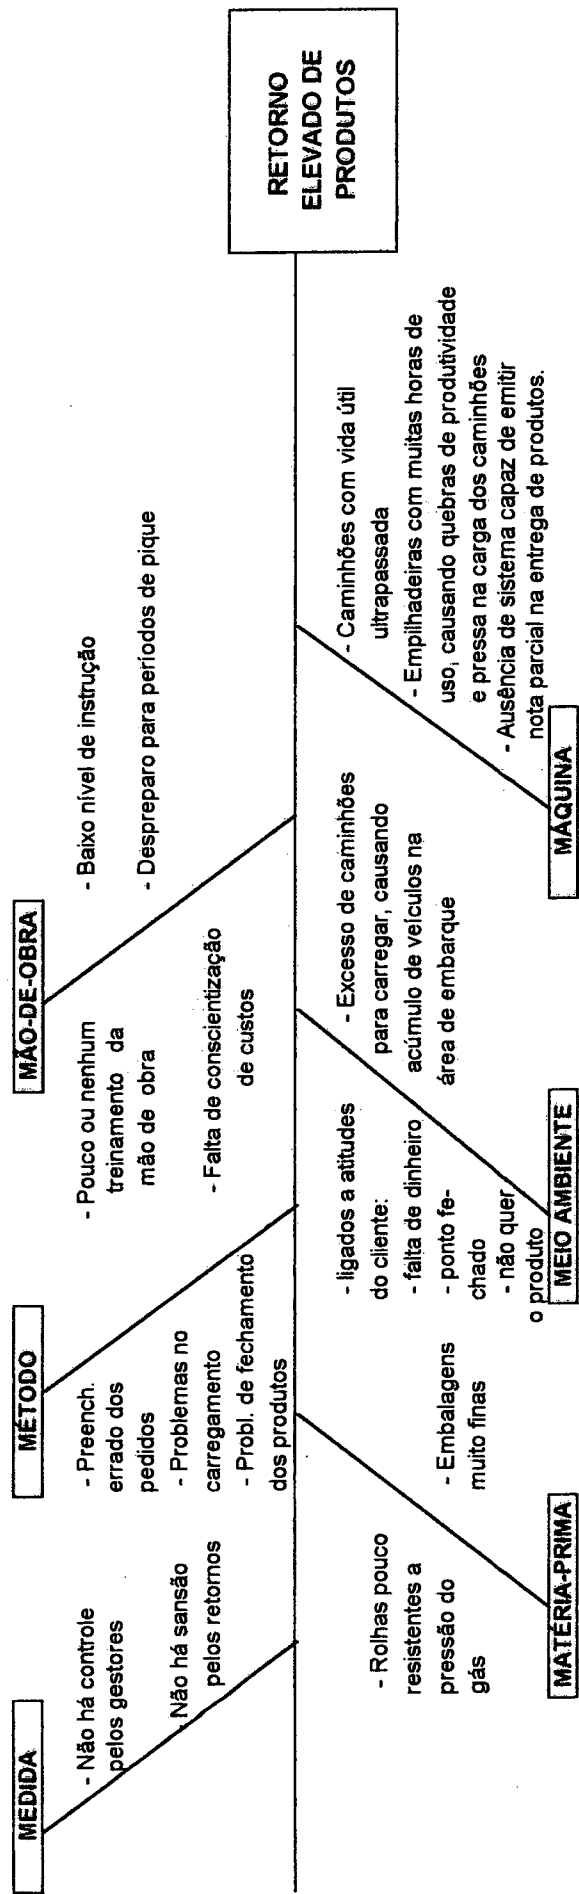 MEDIDA
- Não há controle
pelos gestores
- Não há sansão
pelos retornos
MÉTODO
- Preench.
errado dos
pedidos
- Problemas no
carregamento
- Probl. de fechamento
dos produtos
MÃO-DE-OBRA
- Pouco ou nenhum
treinamento da
mão de obra
- Falta de conscientização
de custos
- Baixo nível de instrução
- Despreparo para períodos de pique
RETORNO
ELEVADO DE
PRODUTOS
- Rolhas pouco
resistentes a
pressão do
gás
- Embalagens
muito finas
MATÉRIA-PRIMA
- ligados a atitudes
do cliente:
- falta de dinheiro
- ponto fe-
chado
- não quer
o produto
MEIO AMBIENTE
- Excesso de caminhões
para carregar, causando
acúmulo de veículos na
área de embarque
MÁQUINA
- Caminhões com vida útil
ultrapassada
- Empilhadeiras com muitas horas de
uso, causando quebras de produtividade
e pressa na carga dos caminhões
- Ausência de sistema capaz de emitir
nota parcial na entrega de produtos.